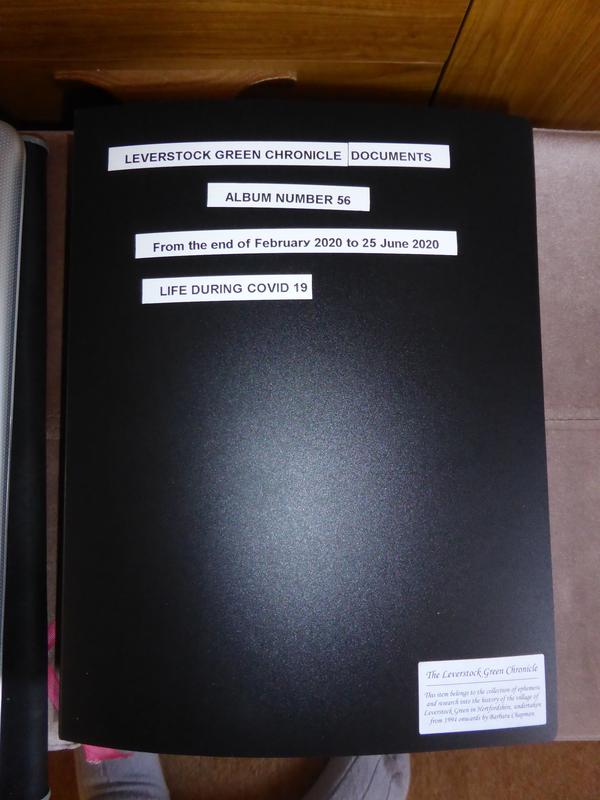 LEVERSTOCK GREEN CHRONICLE DOCUMENTS
ALBUM NUMBER 56
From the end of February 2020 to 25 June 2020
LIFE DURING COVID 19
The Leverstock Green Chronicle
This item belongs to the collection of ephemera
and research into the history of the village of
Leverstock Green in Hertfordshire, undertaken
from 1994 onwards by Barbara Chapman.